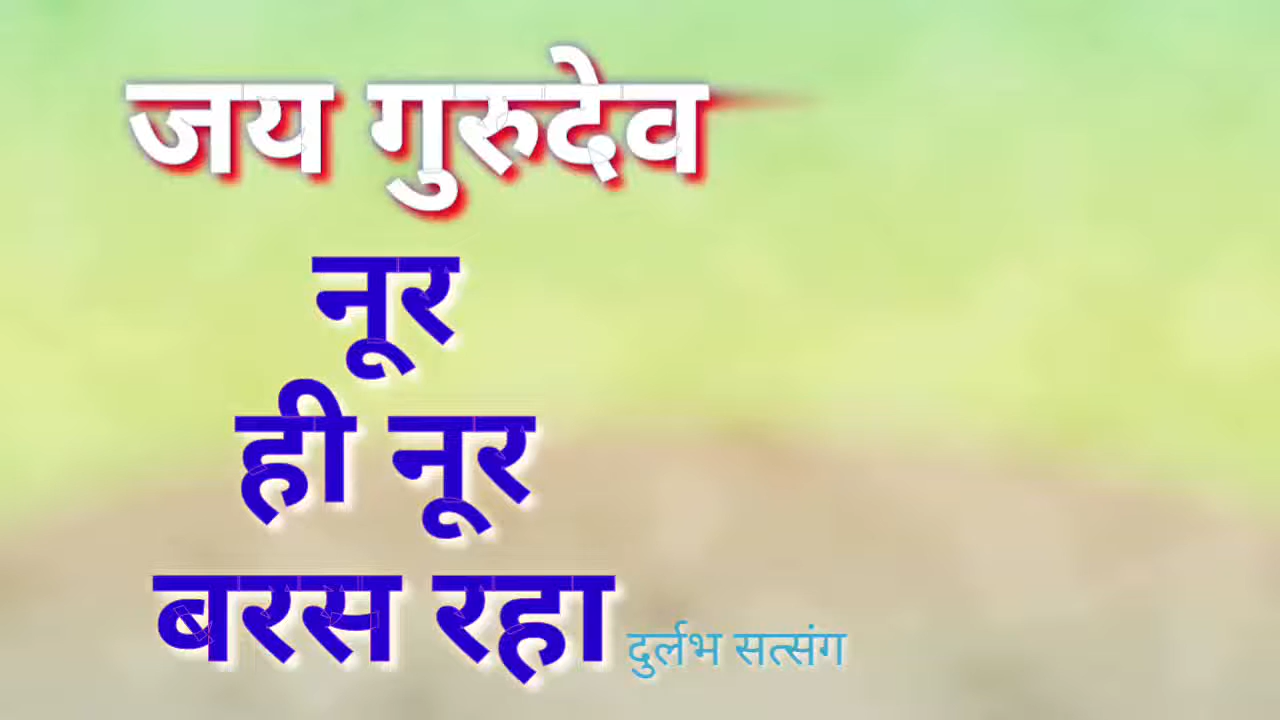 जय गुरुदेव
नूर
ही नूर
बरस रहा
दुर्लभ सत्संग